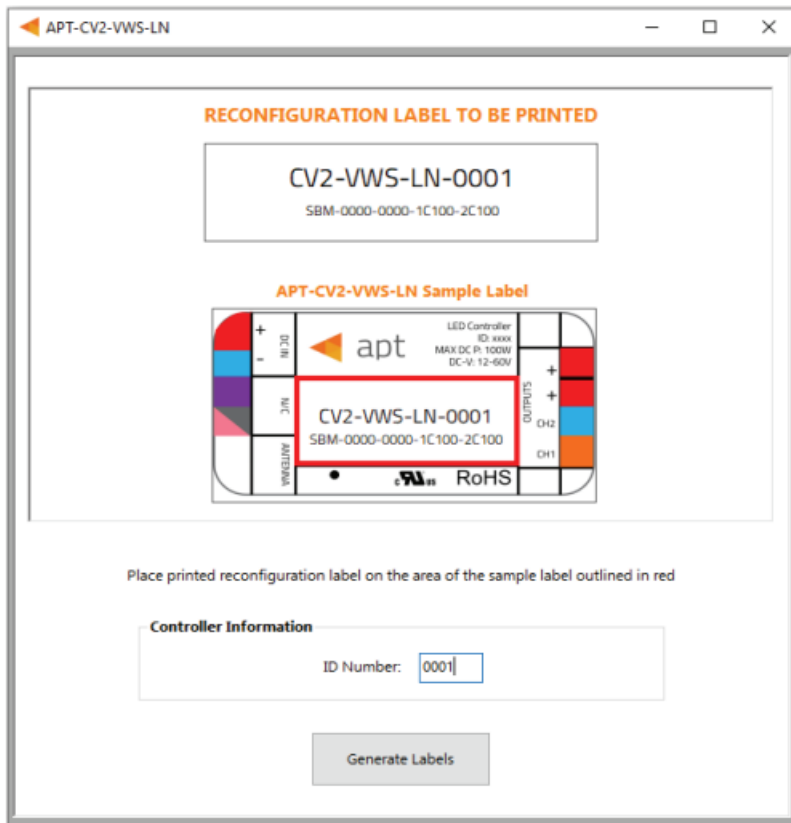 APT-CV2-VWS-LN
RECONFIGURATION LABEL TO BE PRINTED
CV2-VWS-LN-0001
SBM-0000-0000-1C100-2C100
APT-CV2-VWS-LN Sample Label
+
-
DC IN
N/C
ANTENNA
apt
LED Controller
ID: xxxx
MAX DC P: 100W
DC-V: 12-60V
CV2-VWS-LN-0001
SBM-0000-0000-1C100-2C100
c RU us
RoHS
OUTPUTS
+
+
CH2
CH1
Place printed reconfiguration label on the area of the sample label outlined in red
Controller Information
ID Number: 0001
Generate Labels